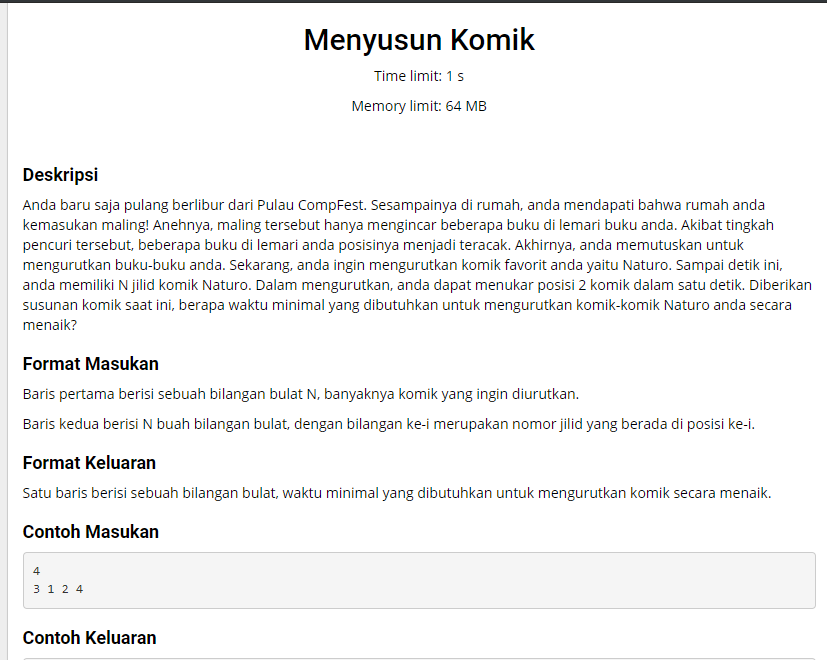 Menyusun Komik
Time limit: 1 s
Memory limit: 64 MB
Deskripsi
Anda baru saja pulang berlibur dari Pulau CompFest. Sesampainya di rumah, anda mendapati bahwa rumah anda
kemasukan maling! Anehnya, maling tersebut hanya mengincar beberapa buku di lemari buku anda. Akibat tingkah
pencuri tersebut, beberapa buku di lemari anda posisinya menjadi teracak. Akhirnya, anda memutuskan untuk
mengurutkan buku-buku anda. Sekarang, anda ingin mengurutkan komik favorit anda yaitu Naturo. Sampai detik ini,
anda memiliki N jilid komik Naturo. Dalam mengurutkan, anda dapat menukar posisi 2 komik dalam satu detik. Diberikan
susunan komik saat ini, berapa waktu minimal yang dibutuhkan untuk mengurutkan komik-komik Naturo anda secara
menaik?
Format Masukan
Baris pertama berisi sebuah bilangan bulat N, banyaknya komik yang ingin diurutkan.
Baris kedua berisi N buah bilangan bulat, dengan bilangan ke-i merupakan nomor jilid yang berada di posisi ke-i.
Format Keluaran
Satu baris berisi sebuah bilangan bulat, waktu minimal yang dibutuhkan untuk mengurutkan komik secara menaik.
Contoh Masukan
4
3 1 2 4
Contoh Keluaran